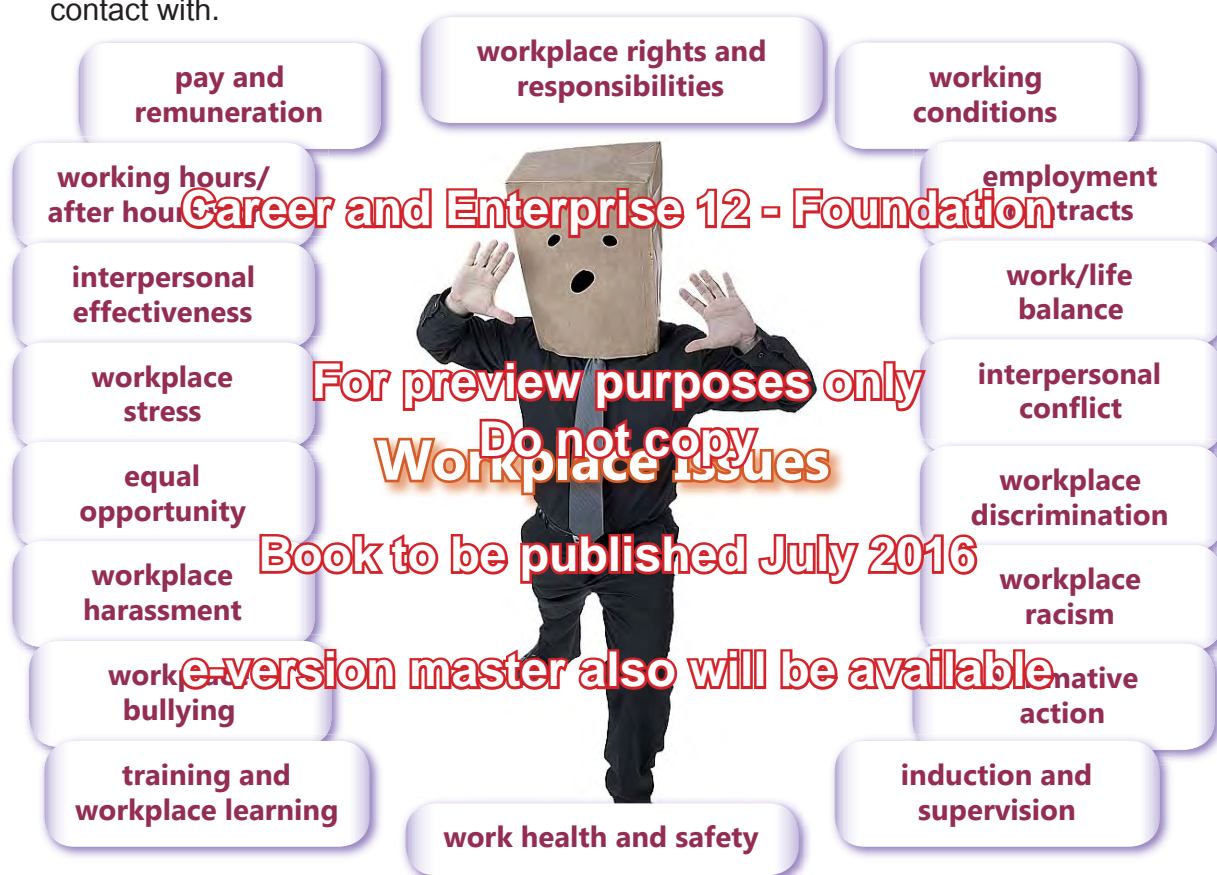 contact with.
workplace rights and
responsibilities
pay and
remuneration
working
conditions
working hours/
after hour
employment
contracts
Career and Enterprise 12 - Foundation
interpersonal
effectiveness
work/life
balance
workplace
stress
For preview purposes only
interpersonal
conflict
Do not copy
Workplace Issues
equal
opportunity
workplace
discrimination
Book to be published July 2016
workplace
harassment
workplace
racism
e-version master also will be available
workplace
bullying
action
training and
workplace learning
induction and
supervision
work health and safety